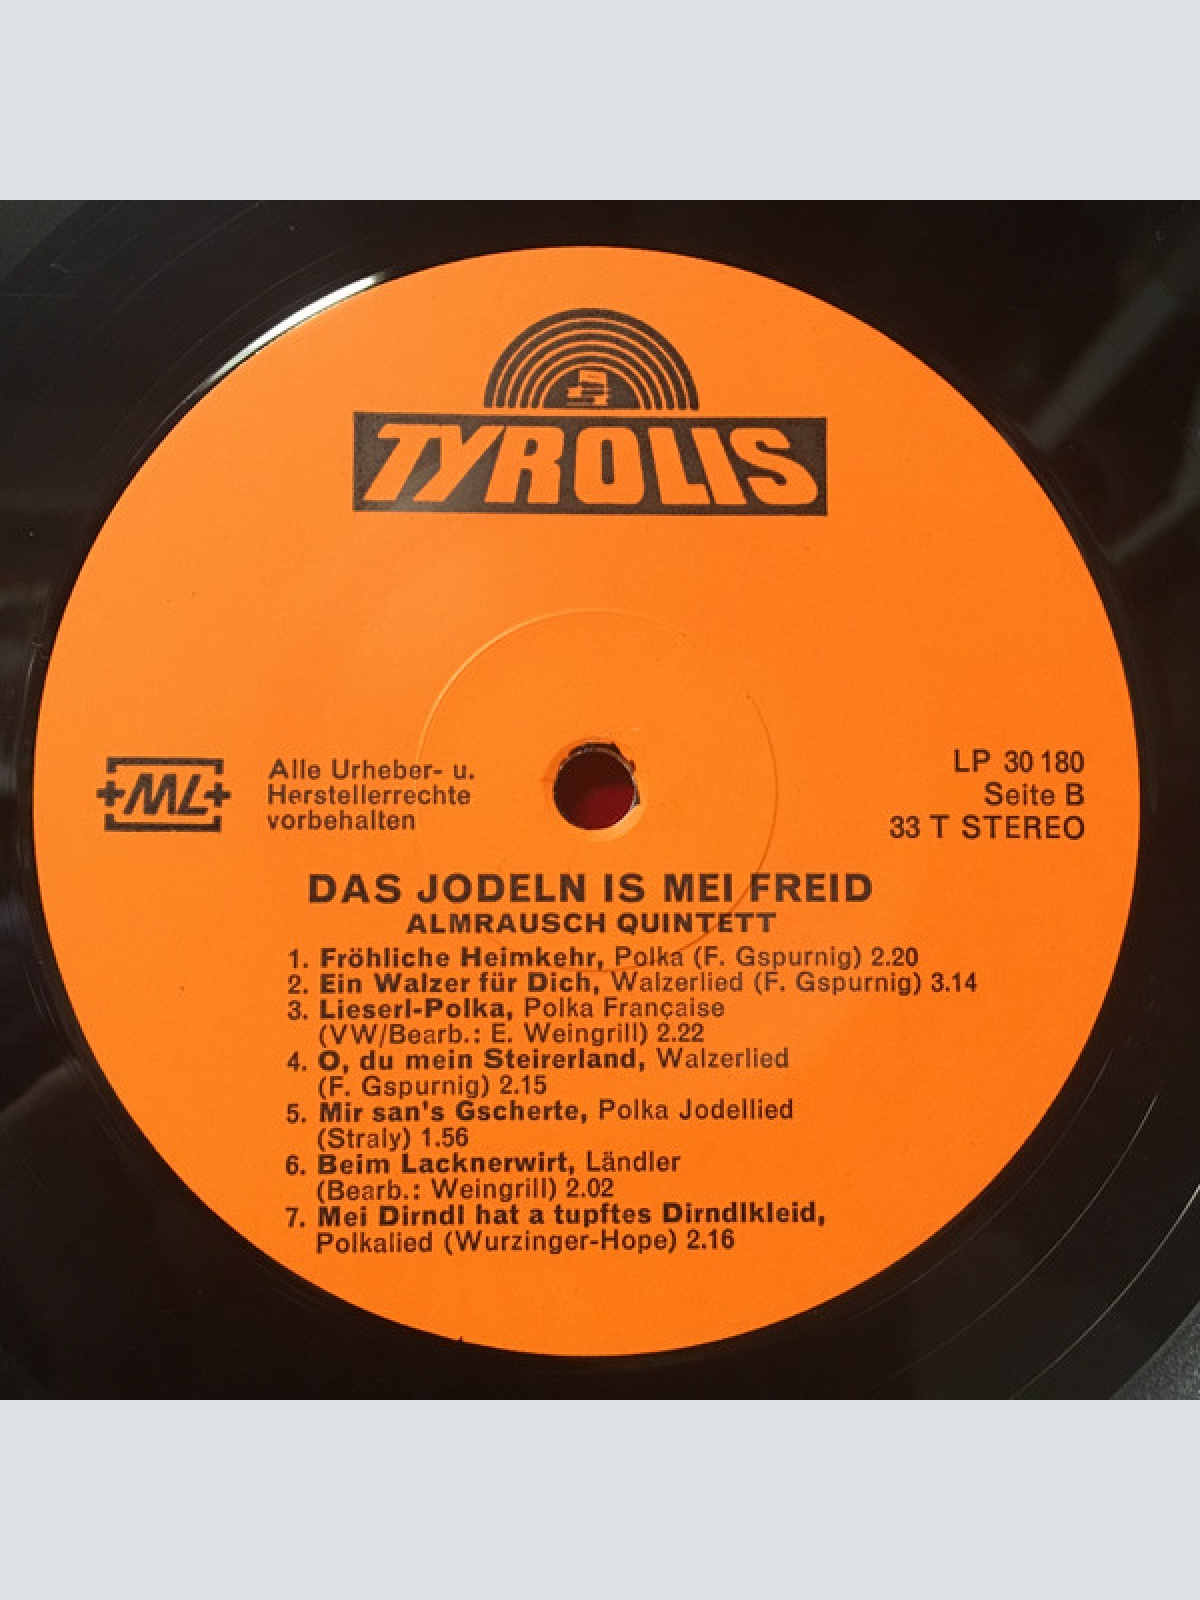 TYROLIS
ML
Alle Urheber- u.
Herstellerrechte
vorbehalten
LP 30 180
Seite B
33 T STEREO
DAS JODELN IS MEI FREID
ALMRAUSCH QUINTETT
1. Fröhliche Heimkehr, Polka (F. Gspurnig) 2.20
2. Ein Walzer für Dich, Walzerlied (F. Gspurnig) 3.14
3. Lieserl-Polka, Polka Française
(VW/Bearb.: E. Weingrill) 2.22
4. O, du mein Steirerland, Walzerlied
(F. Gspurnig) 2.15
5. Mir san's Gscherte, Polka Jodellied
(Straly) 1.56
6. Beim Lacknerwirt, Ländler
(Bearb.: Weingrill) 2.02
7. Mei Dirndl hat a tupftes Dirndlkleid,
Polkalied (Wurzinger-Hope) 2.16